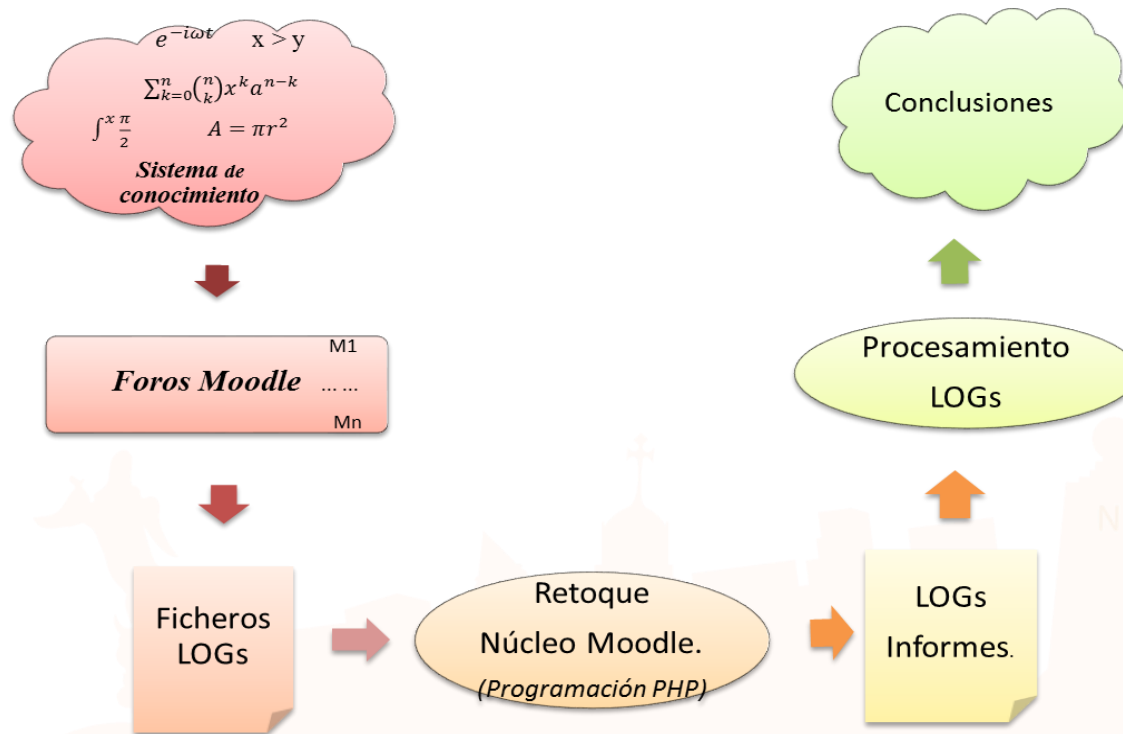 e^{-iωt} x > y
∑_{k=0}^{n} (n k) x^k a^{n-k}
∫^x π/2 A = πr²
Sistema de
conocimiento
M1
Foros Moodle ... ...
Mn
Ficheros
LOGs
Retoque
Núcleo Moodle.
(Programación PHP)
LOGs
Informes.
Procesamiento
LOGs
Conclusiones
N